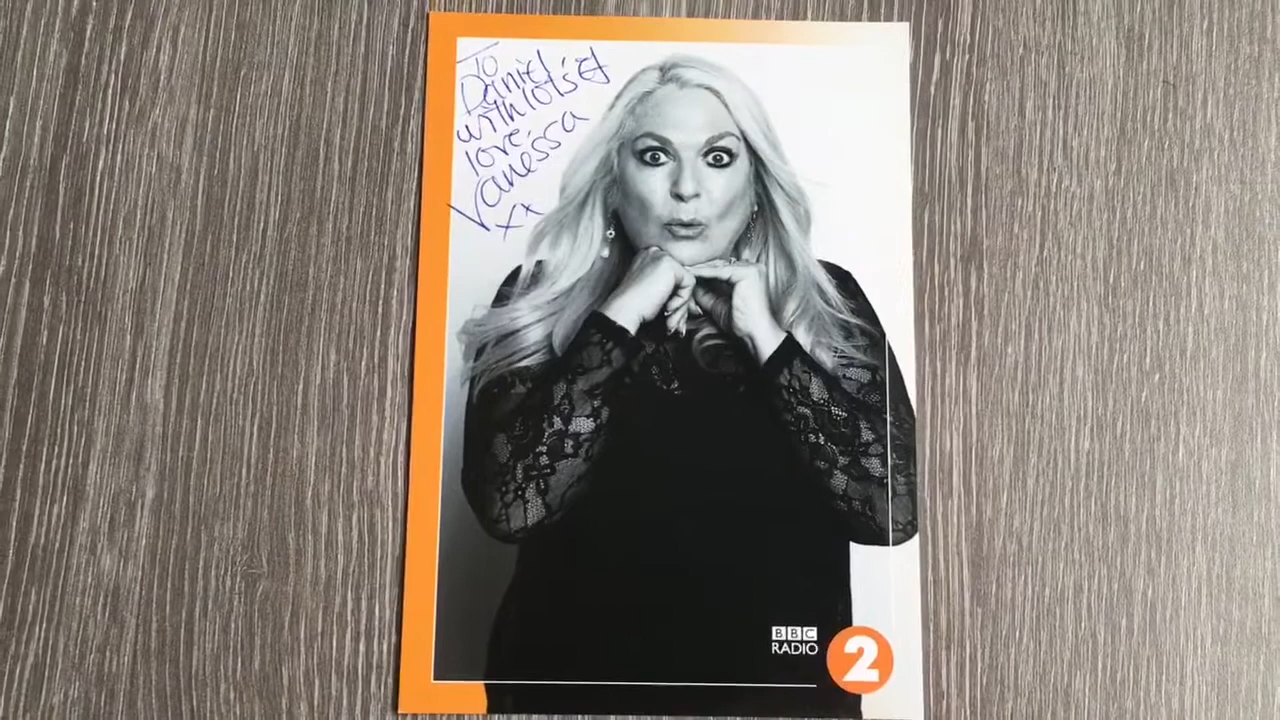 To
Daniel
with lots of
love.
Vanessa
xx
BBC
RADIO
2